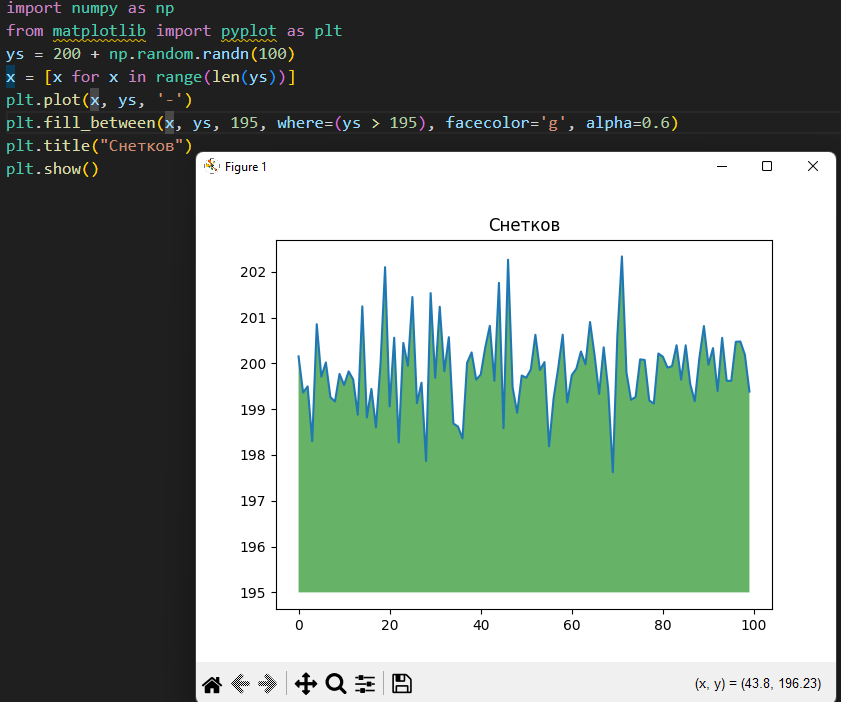 import numpy as np
from matplotlib import pyplot as plt
ys = 200 + np.random.randn(100)
x = [x for x in range(len(ys))]
plt.plot(x, ys, '-')
plt.fill_between(x, ys, 195, where=(ys > 195), facecolor='g', alpha=0.6)
plt.title("Снетков")
plt.show()
Figure 1
Снетков
202
201
200
199
198
197
196
195
0 20 40 60 80 100
(x, y) = (43.8, 196.23)